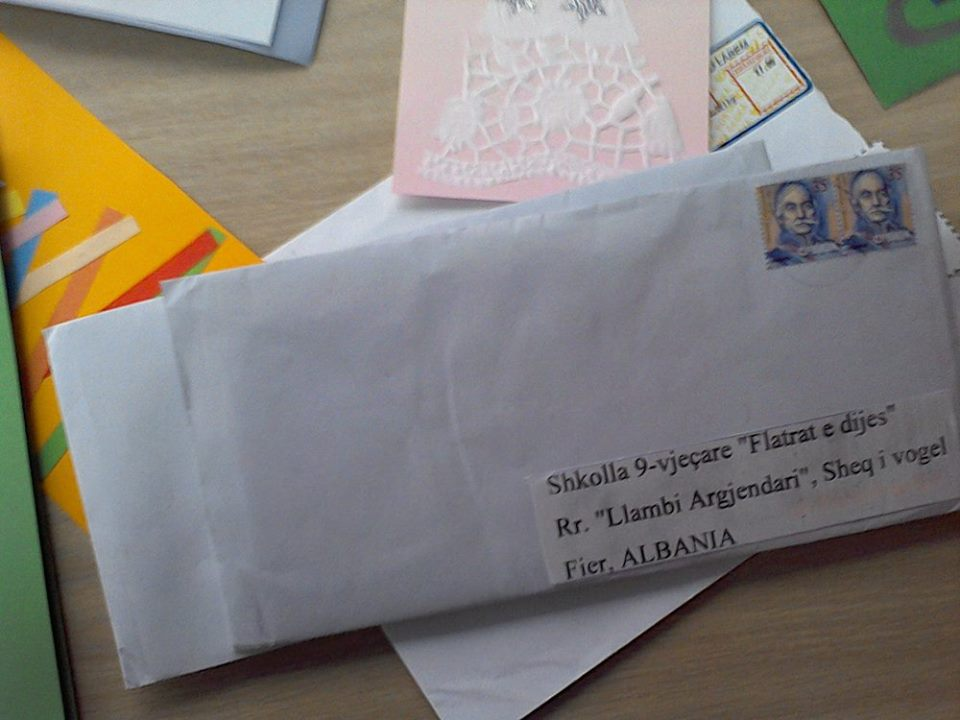 Shkolla 9-vjeçare "Flatrat e dijes"
Rr. "Llambi Argjendari", Sheq i vogel
Fier, ALBANIA